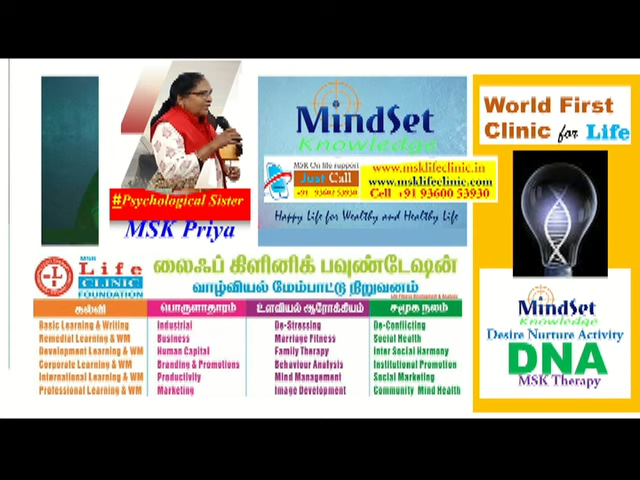 #Psychological Sister
MSK Priya
MindSet
Knowledge
MSK On life support
Just Call
+91 93602 53930
www.msklifeclinic.in
www.msklifeclinic.com
Cell +91 93600 53930
Happy Life for Wealthy and Healthy Life
World First
Clinic for Life
MSK
Life
CLINIC
FOUNDATION
லைஃப் கிளினிக் பவுண்டேஷன்
வாழ்வியல் மேம்பாட்டு நிறுவனம்
கல்வி
Basic Learning & Writing
Remedial Learning & WM
Development Learning & WM
Corporate Learning & WM
International Learning & WM
Professional Learning & WM
பொருளாதாரம்
Industrial
Business
Human Capital
Branding & Promotions
Productivity
Marketing
உளவியல் ஆரோக்கியம்
De-Stressing
Marriage Fitness
Family Therapy
Behaviour Analysis
Mind Management
Image Development
சமூக நலம்
De-Conflicting
Social Health
Inter Social Harmony
Institutional Promotion
Social Marketing
Community Mind Health
MindSet
Knowledge
Desire Nurture Activity
DNA
MSK Therapy